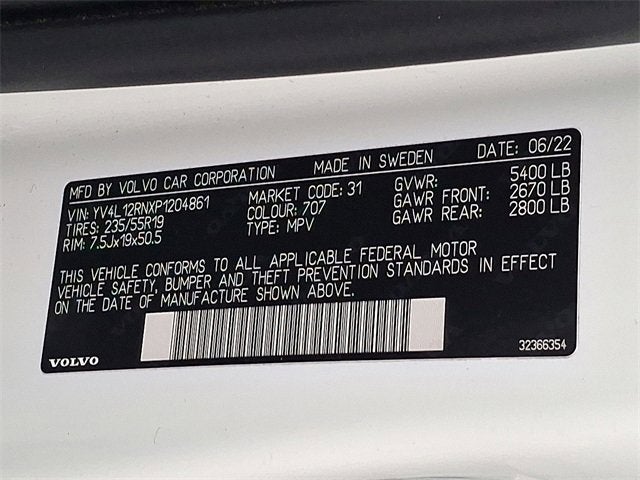 MFD BY VOLVO CAR CORPORATION MADE IN SWEDEN DATE: 06/22
VIN: YV4L12RNXP1204861 MARKET CODE: 31 GVWR: 5400 LB
TIRES: 235/55R19 COLOUR: 707 GAWR FRONT: 2670 LB
RIM: 7.5Jx19x50.5 TYPE: MPV GAWR REAR: 2800 LB
THIS VEHICLE CONFORMS TO ALL APPLICABLE FEDERAL MOTOR
VEHICLE SAFETY, BUMPER AND THEFT PREVENTION STANDARDS IN EFFECT
ON THE DATE OF MANUFACTURE SHOWN ABOVE.
VOLVO 32366354